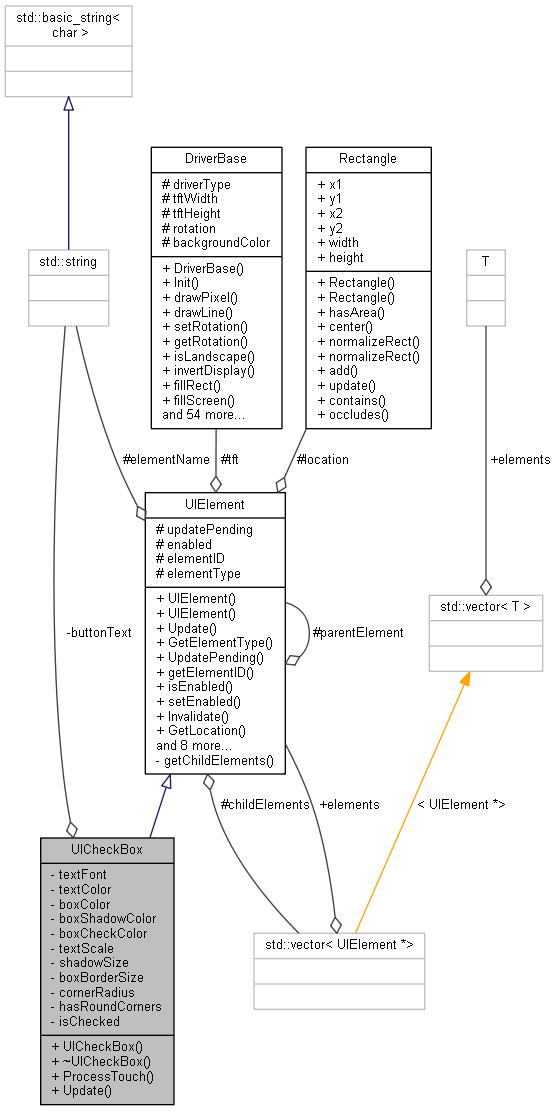 std::basic_string<
char >
DriverBase
# driverType
# tftWidth
# tftHeight
# rotation
# backgroundColor
+ DriverBase()
+ Init()
+ drawPixel()
+ drawLine()
+ setRotation()
+ getRotation()
+ isLandscape()
+ invertDisplay()
+ fillRect()
+ fillScreen()
and 54 more...
Rectangle
+ x1
+ y1
+ x2
+ y2
+ width
+ height
+ Rectangle()
+ Rectangle()
+ hasArea()
+ center()
+ normalizeRect()
+ normalizeRect()
+ add()
+ update()
+ contains()
+ occludes()
std::string
T
#elementName
#tft
#location
+elements
UIElement
# updatePending
# enabled
# elementID
# elementType
+ UIElement()
+ UIElement()
+ Update()
+ GetElementType()
+ UpdatePending()
+ getElementID()
+ isEnabled()
+ setEnabled()
+ Invalidate()
+ GetLocation()
and 8 more...
- getChildElements()
std::vector< T >
-buttonText
#parentElement
#childElements
+elements
< UIElement *>
UICheckBox
- textFont
- textColor
- boxColor
- boxShadowColor
- boxCheckColor
- textScale
- shadowSize
- boxBorderSize
- cornerRadius
- hasRoundCorners
- isChecked
+ UICheckBox()
+ ~UICheckBox()
+ ProcessTouch()
+ Update()
std::vector< UIElement *>